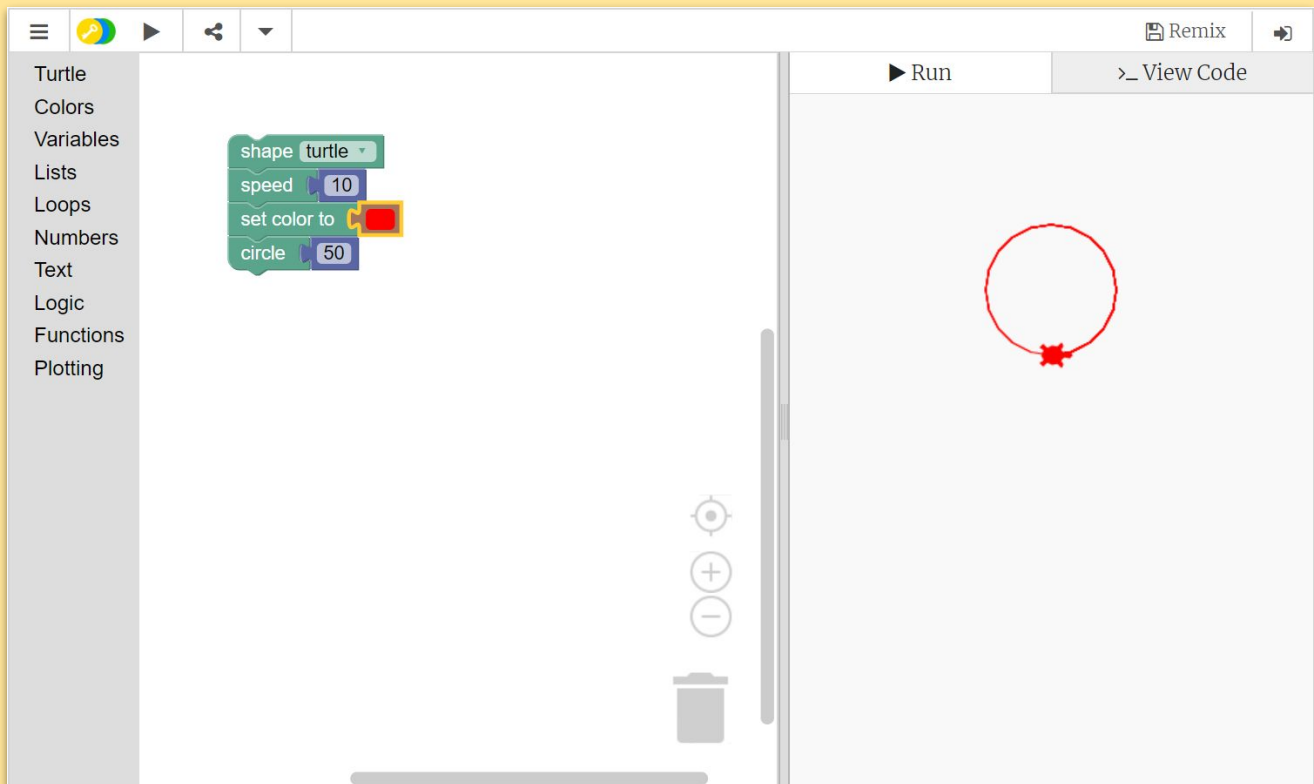 Remix
Run
>_ View Code
Turtle
Colors
Variables
Lists
Loops
Numbers
Text
Logic
Functions
Plotting
shape turtle
speed 10
set color to
circle 50